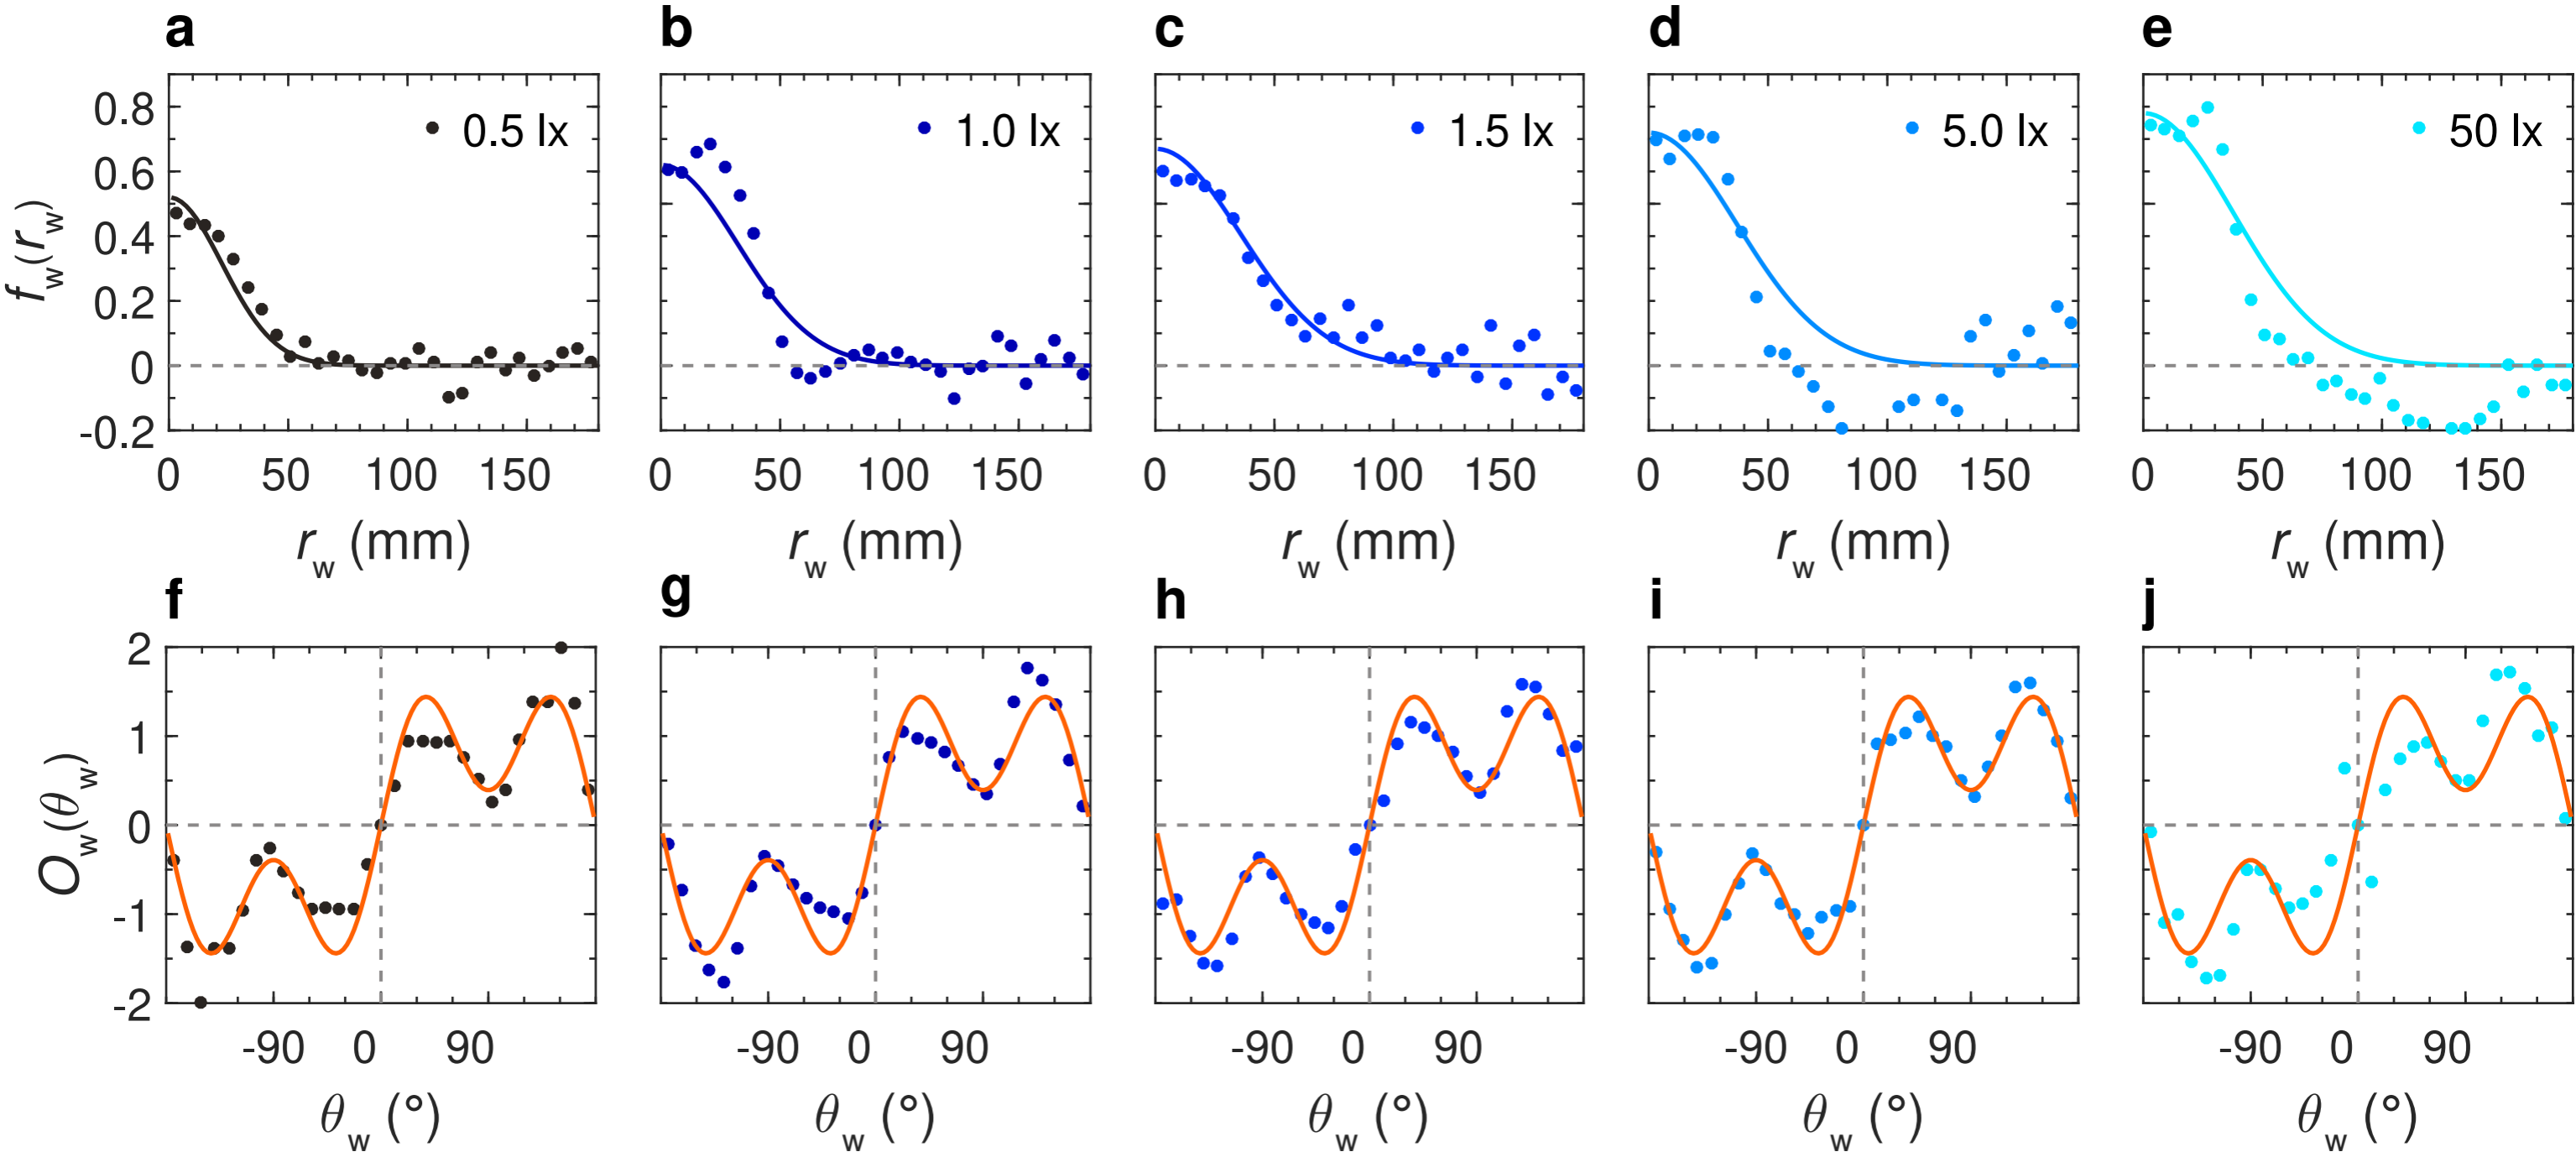 a b c d e
0.8 0.6 0.4 0.2 0 -0.2
f_w(r_w)
0.5 lx 1.0 lx 1.5 lx 5.0 lx 50 lx
0 50 100 150 0 50 100 150 0 50 100 150 0 50 100 150 0 50 100 150
r_w (mm) r_w (mm) r_w (mm) r_w (mm) r_w (mm)
f g h i j
2 1 0 -1 -2
O_w(θ_w)
-90 0 90 -90 0 90 -90 0 90 -90 0 90 -90 0 90
θ_w (°) θ_w (°) θ_w (°) θ_w (°) θ_w (°)